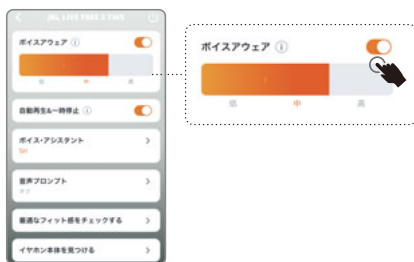 JBL LIVE FREE 2 TWS
ボイスアウェア
低 中 高
自動再生&一時停止
ボイス・アシスタント
Siri
音声プロンプト
オフ
最適なフィット感をチェックする
イヤホン本体を見つける
ボイスアウェア
低 中 高